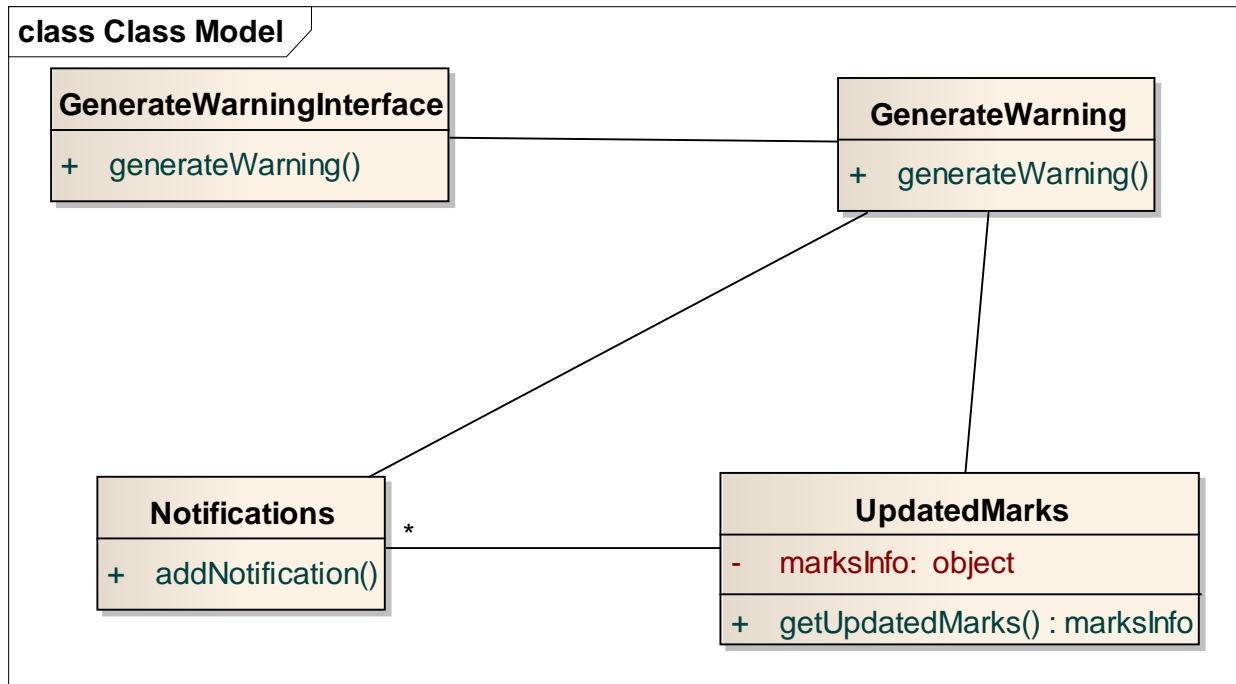 class Class Model
GenerateWarningInterface
+ generateWarning()
GenerateWarning
+ generateWarning()
Notifications
+ addNotification()
*
UpdatedMarks
- marksInfo: object
+ getUpdatedMarks() : marksInfo